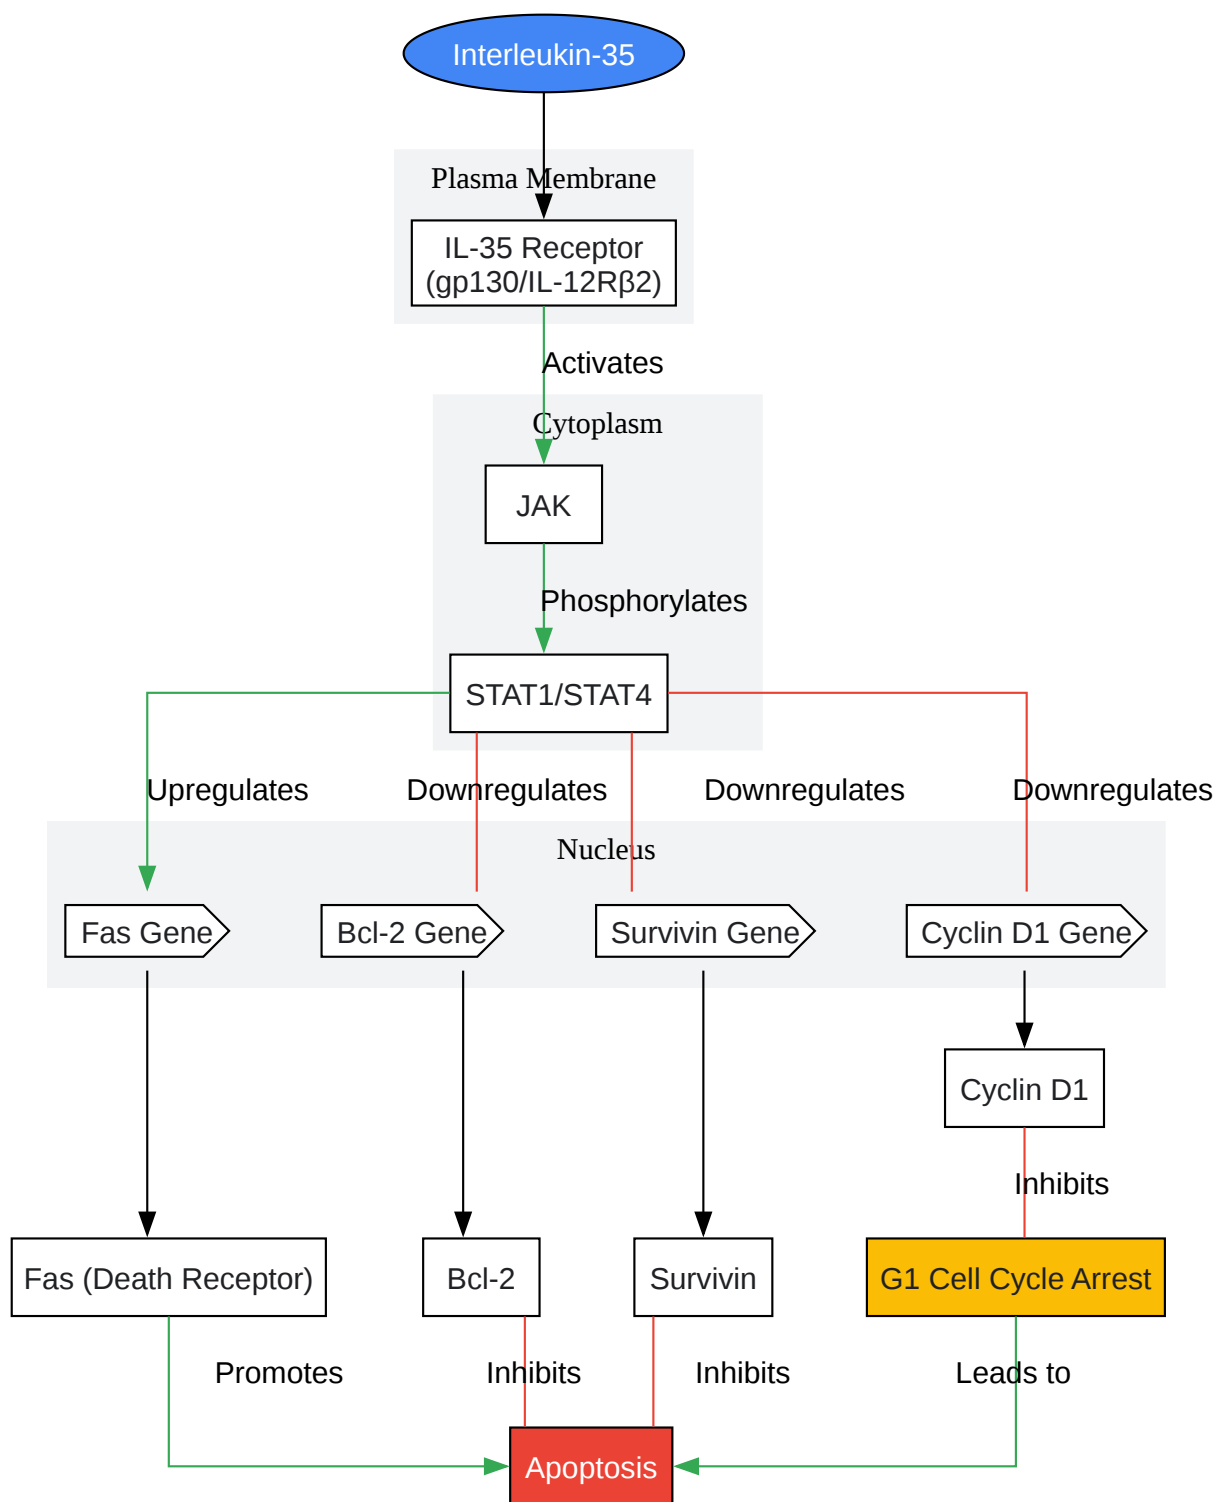 Interleukin-35
Plasma Membrane
IL-35 Receptor
(gp130/IL-12Rβ2)
Activates
Cytoplasm
JAK
Phosphorylates
STAT1/STAT4
Upregulates
Downregulates
Downregulates
Downregulates
Nucleus
Fas Gene
Bcl-2 Gene
Survivin Gene
Cyclin D1 Gene
Cyclin D1
Inhibits
Fas (Death Receptor)
Bcl-2
Survivin
G1 Cell Cycle Arrest
Promotes
Inhibits
Inhibits
Leads to
Apoptosis